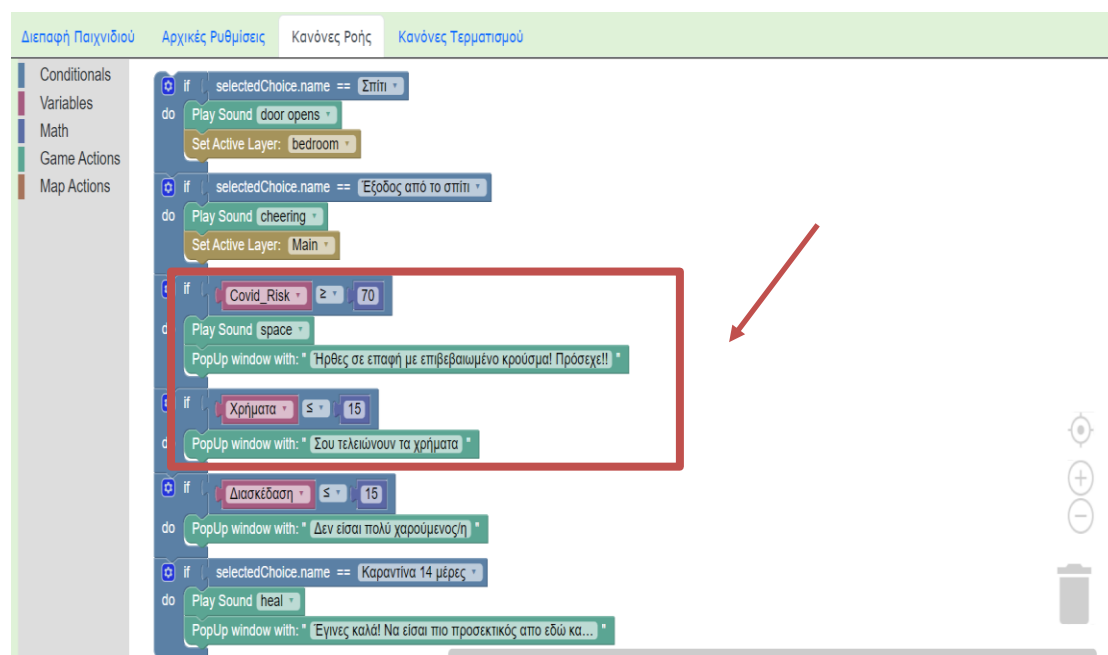 Διεπαφή Παιχνιδιού Αρχικές Ρυθμίσεις Κανόνες Ροής Κανόνες Τερματισμού
Conditionals
Variables
Math
Game Actions
Map Actions
if selectedChoice.name == Σπίτι
do Play Sound door opens
Set Active Layer: bedroom
if selectedChoice.name == Έξοδος από το σπίτι
do Play Sound cheering
Set Active Layer: Main
if Covid_Risk ≥ 70
do Play Sound space
PopUp window with: " Ήρθες σε επαφή με επιβεβαιωμένο κρούσμα! Πρόσεχε!! "
if Χρήματα ≤ 15
do PopUp window with: " Σου τελειώνουν τα χρήματα "
if Διασκέδαση ≤ 15
do PopUp window with: " Δεν είσαι πολύ χαρούμενος/η "
if selectedChoice.name == Καραντίνα 14 μέρες
do Play Sound heal
PopUp window with: " Έγινες καλά! Να είσαι πιο προσεκτικός απο εδώ κα... "